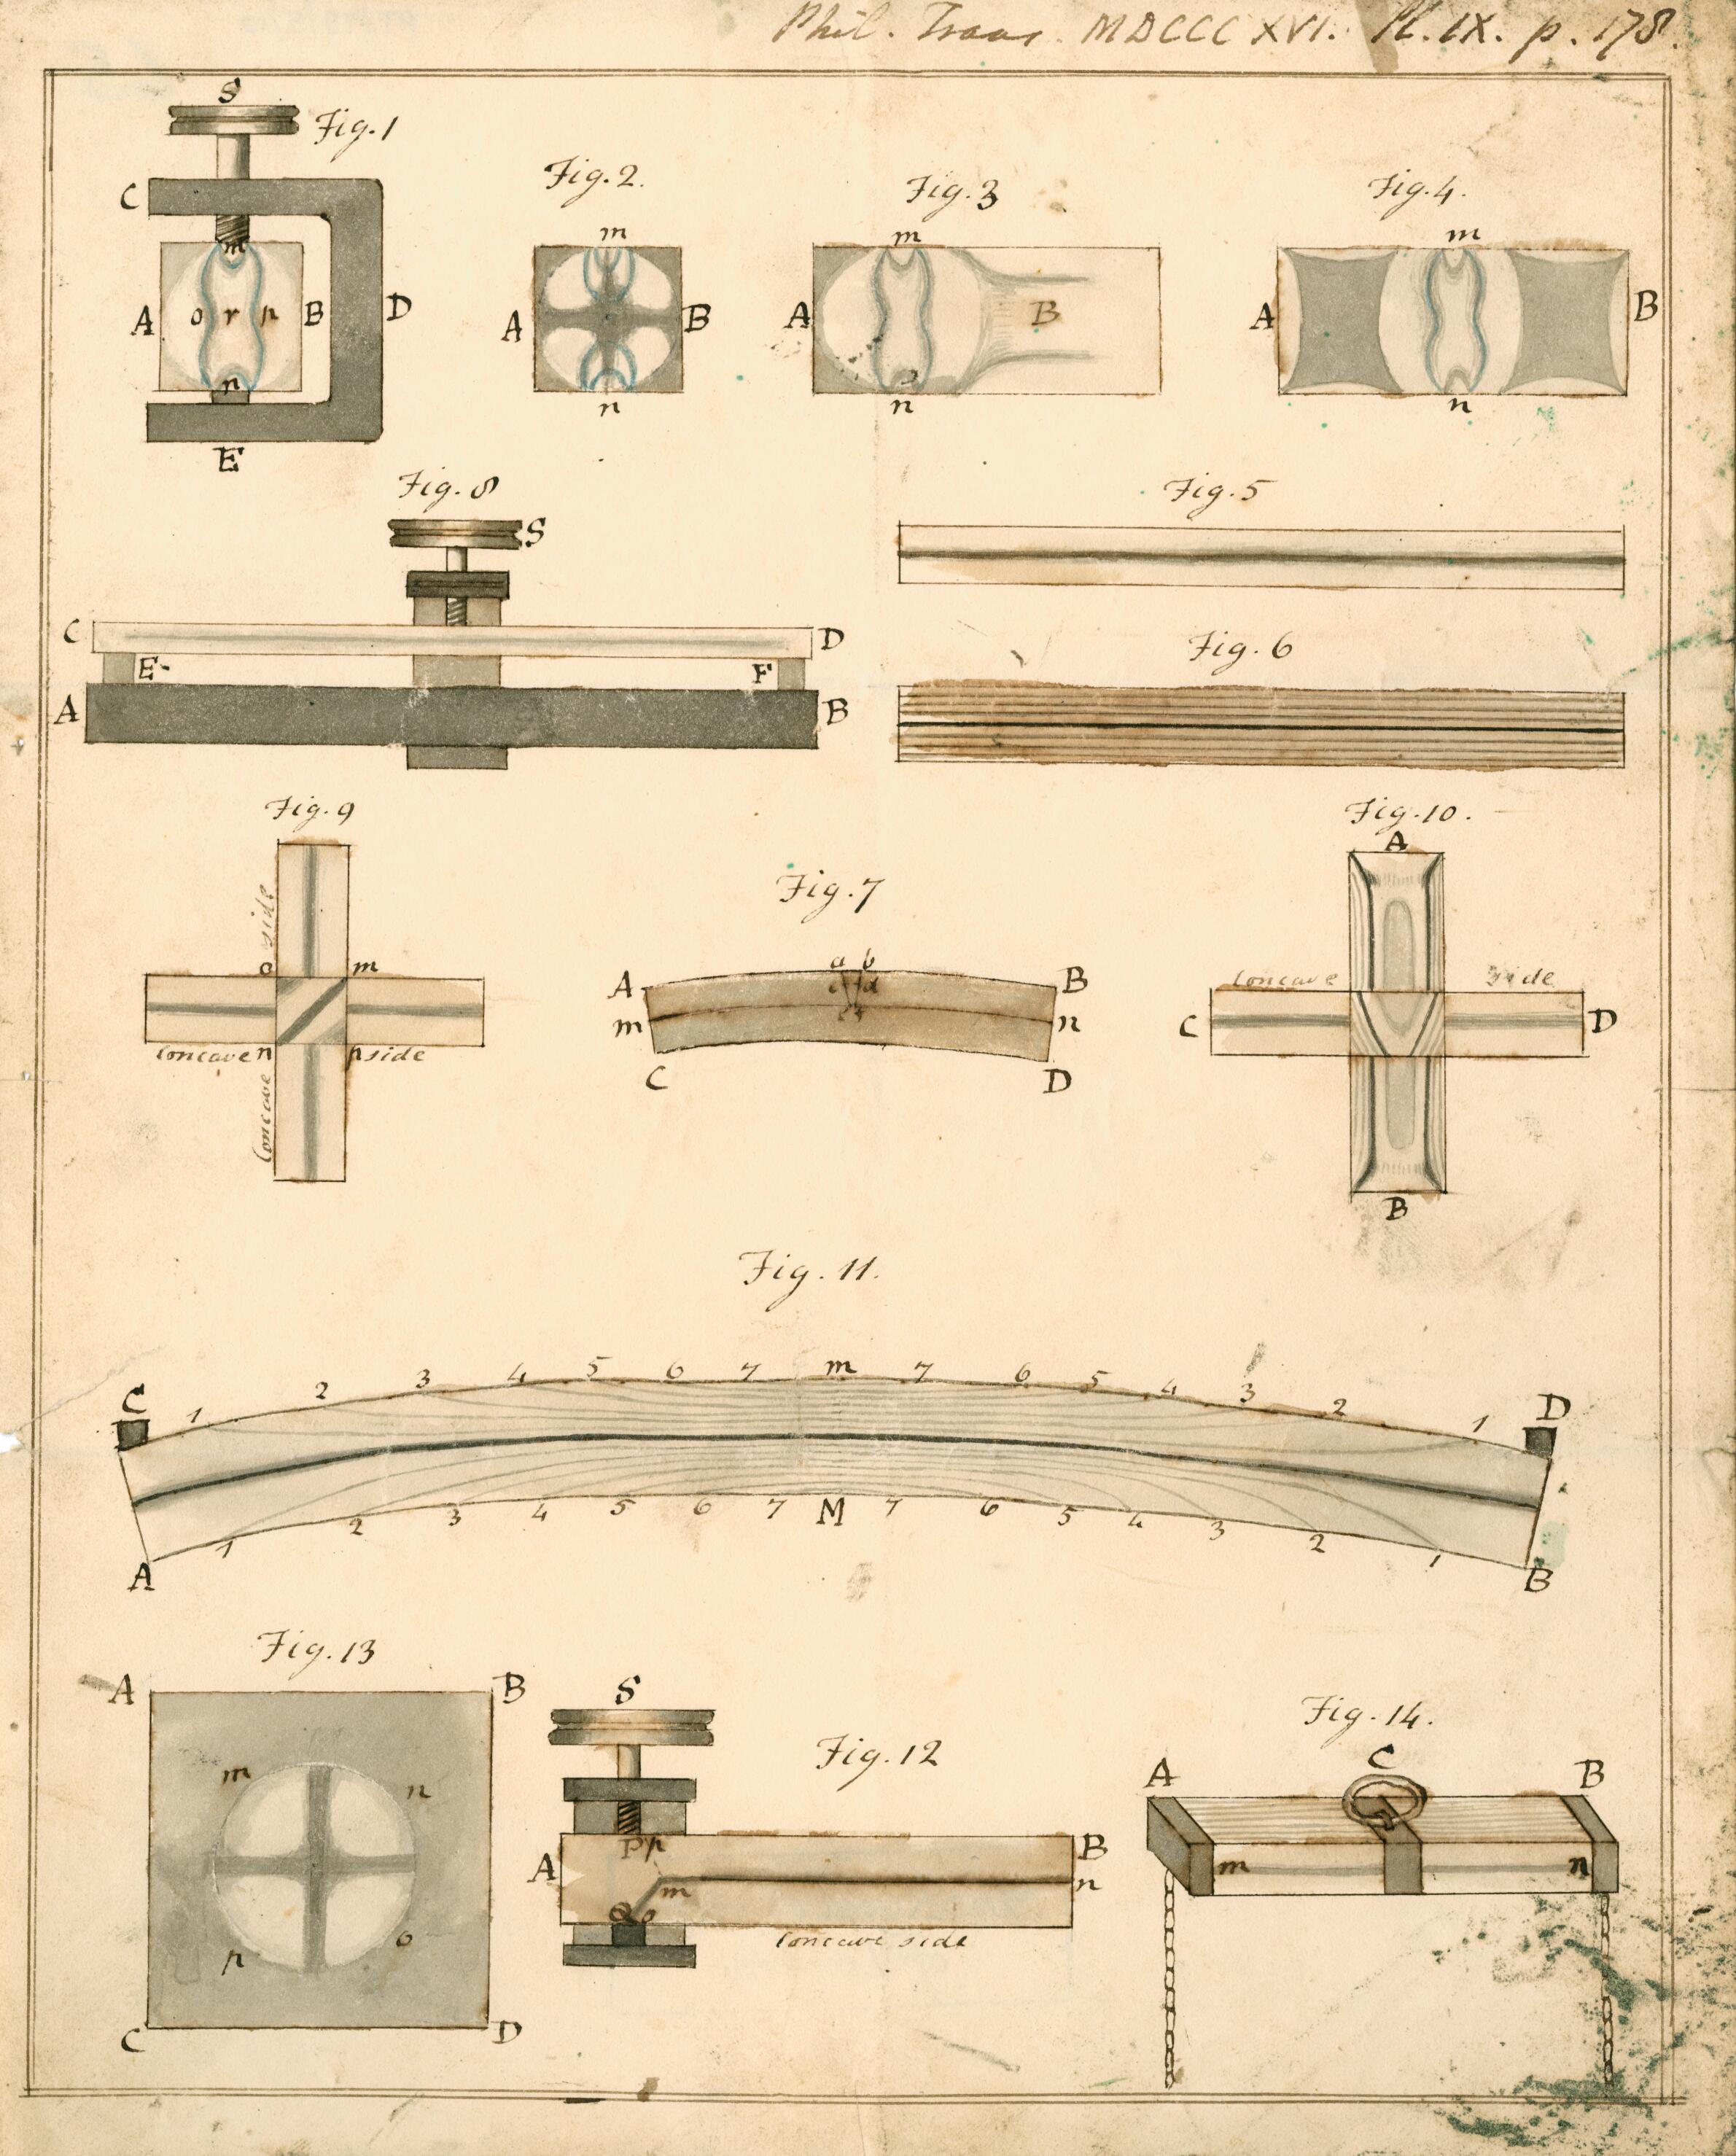 Phil. Trans. MDCCCXVI. Pl. IX. p. 178.
S
Fig. 1
C
m
A o r p B D
n
E
Fig. 2.
m
A B
n
Fig. 3
m
A B
n
Fig. 4.
m
A B
n
Fig. 8
S
C D
E F
A B
Fig. 5
Fig. 6
Fig. 9
Concave side
o m
Concave n p side
Fig. 7
a b
A c d B
m n
C D
Fig. 10.
A
Concave side
C D
B
Fig. 11.
C 1 2 3 4 5 6 7 m 7 6 5 4 3 2 1 D
A 1 2 3 4 5 6 7 M 7 6 5 4 3 2 1 B
Fig. 13
A B
m n
p o
C D
S
Fig. 12
P p
A B
m n
Q o
Concave side
Fig. 14.
A C B
m n